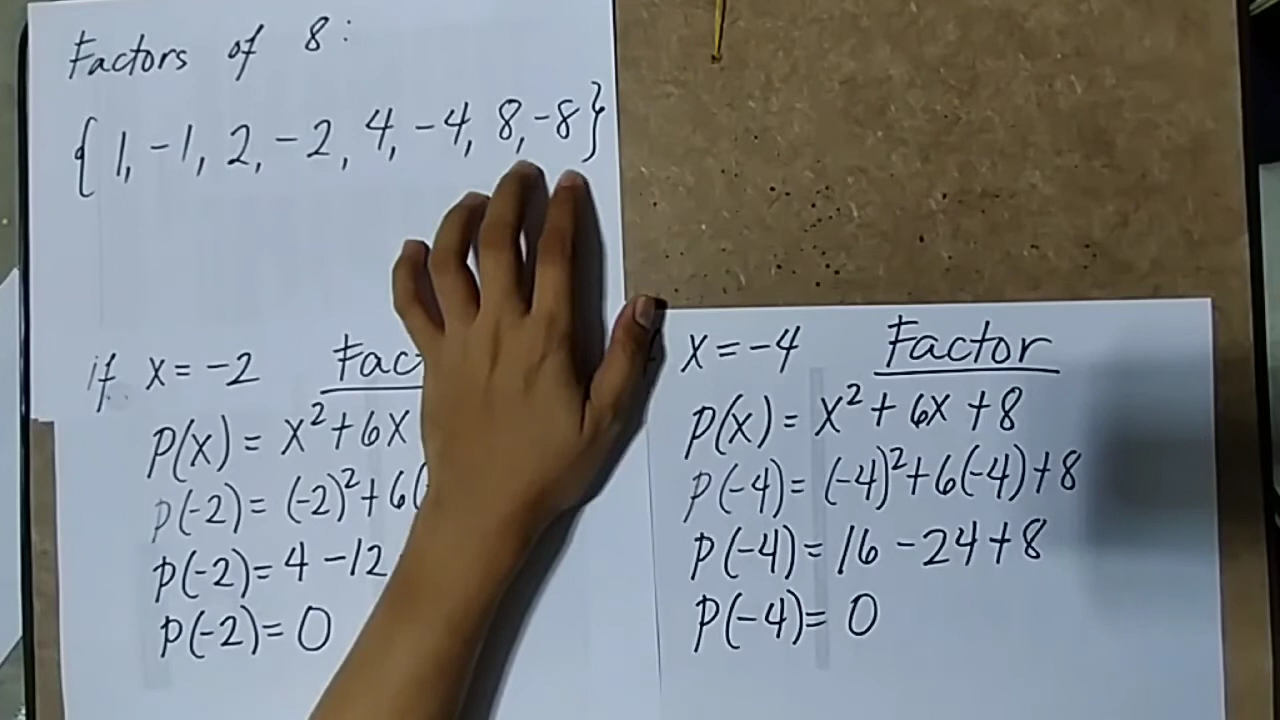 Factors of 8:
{1, -1, 2, -2, 4, -4, 8, -8}
if x = -2
P(x) = x² + 6x
P(-2) = (-2)² + 6(
P(-2) = 4 - 12
P(-2) = 0
x = -4 Factor
P(x) = x² + 6x + 8
P(-4) = (-4)² + 6(-4) + 8
P(-4) = 16 - 24 + 8
P(-4) = 0